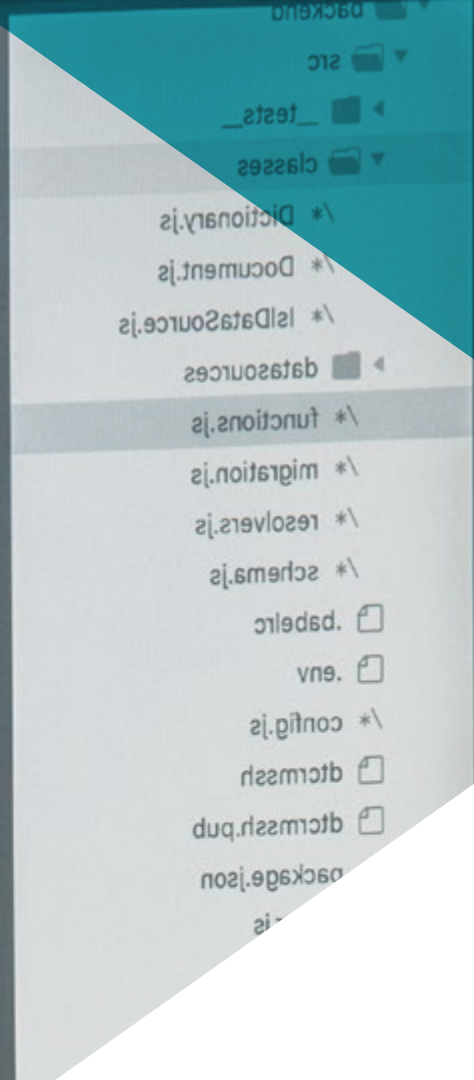 backend
src
__tests__
classes
/* Dictionary.js
/* Document.js
/* IslDataSource.js
datasources
/* functions.js
/* migration.js
/* resolvers.js
/* schema.js
.babelrc
.env
/* config.js
dtcrmssh
dtcrmssh.pub
package.json